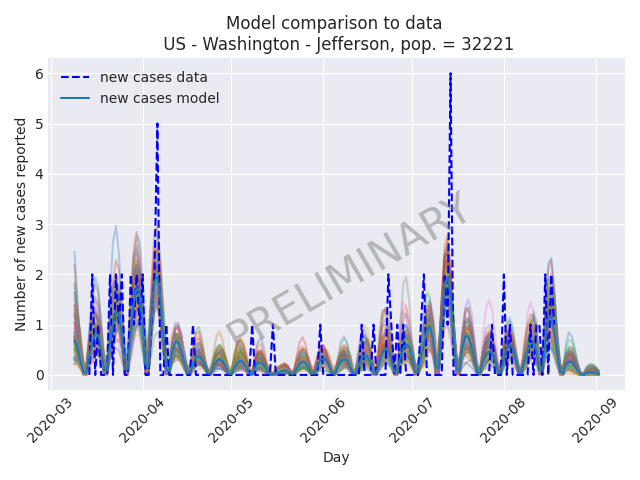 Model comparison to data
US - Washington - Jefferson, pop. = 32221
new cases data
new cases model
Number of new cases reported
6
5
4
3
2
1
0
PRELIMINARY
2020-03
2020-04
2020-05
2020-06
2020-07
2020-08
2020-09
Day